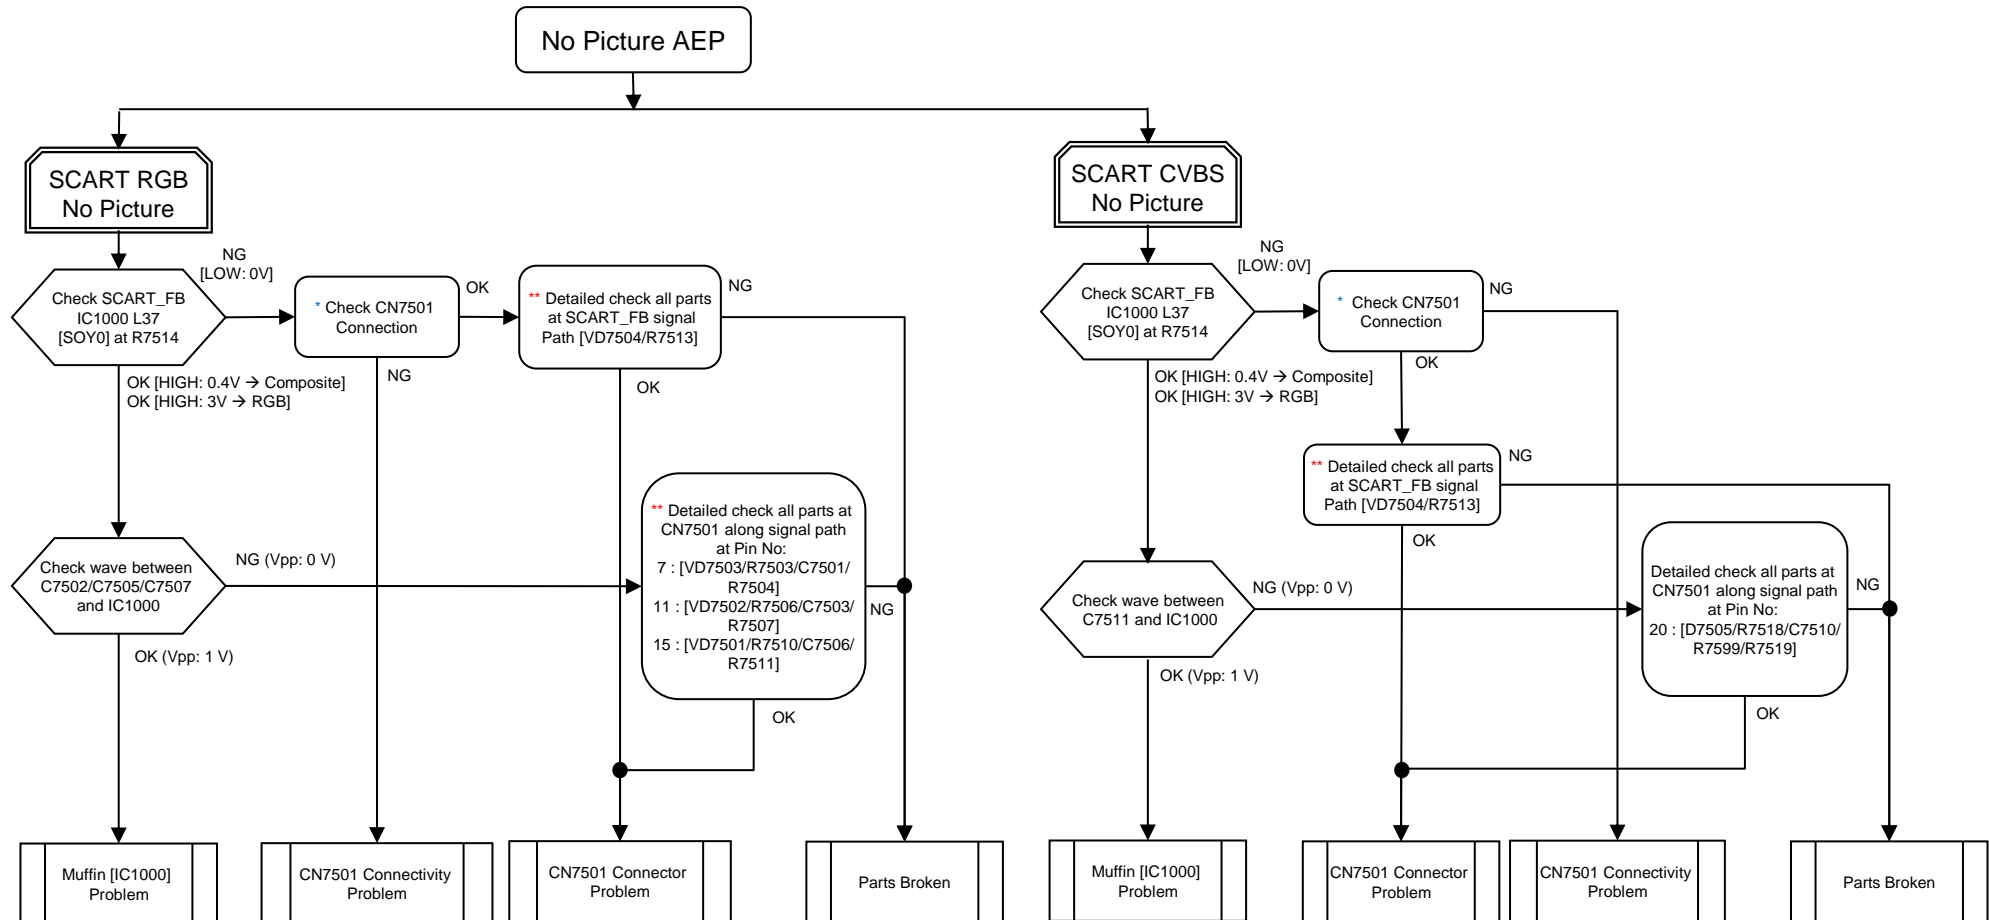 No Picture AEP
SCART RGB
No Picture
NG
[LOW: 0V]
Check SCART_FB
IC1000 L37
[SOY0] at R7514
* Check CN7501
Connection
OK
NG
** Detailed check all parts
at SCART_FB signal
Path [VD7504/R7513]
NG
OK
OK [HIGH: 0.4V → Composite]
OK [HIGH: 3V → RGB]
Check wave between
C7502/C7505/C7507
and IC1000
NG (Vpp: 0 V)
OK (Vpp: 1 V)
** Detailed check all parts at
CN7501 along signal path
at Pin No:
7 : [VD7503/R7503/C7501/
R7504]
11 : [VD7502/R7506/C7503/
R7507]
15 : [VD7501/R7510/C7506/
R7511]
NG
OK
Muffin [IC1000]
Problem
CN7501 Connectivity
Problem
CN7501 Connector
Problem
Parts Broken
SCART CVBS
No Picture
NG
[LOW: 0V]
Check SCART_FB
IC1000 L37
[SOY0] at R7514
* Check CN7501
Connection
NG
OK
OK [HIGH: 0.4V → Composite]
OK [HIGH: 3V → RGB]
** Detailed check all parts
at SCART_FB signal
Path [VD7504/R7513]
NG
OK
Check wave between
C7511 and IC1000
NG (Vpp: 0 V)
OK (Vpp: 1 V)
Detailed check all parts at
CN7501 along signal path
at Pin No:
20 : [D7505/R7518/C7510/
R7599/R7519]
NG
OK
Muffin [IC1000]
Problem
CN7501 Connector
Problem
CN7501 Connectivity
Problem
Parts Broken